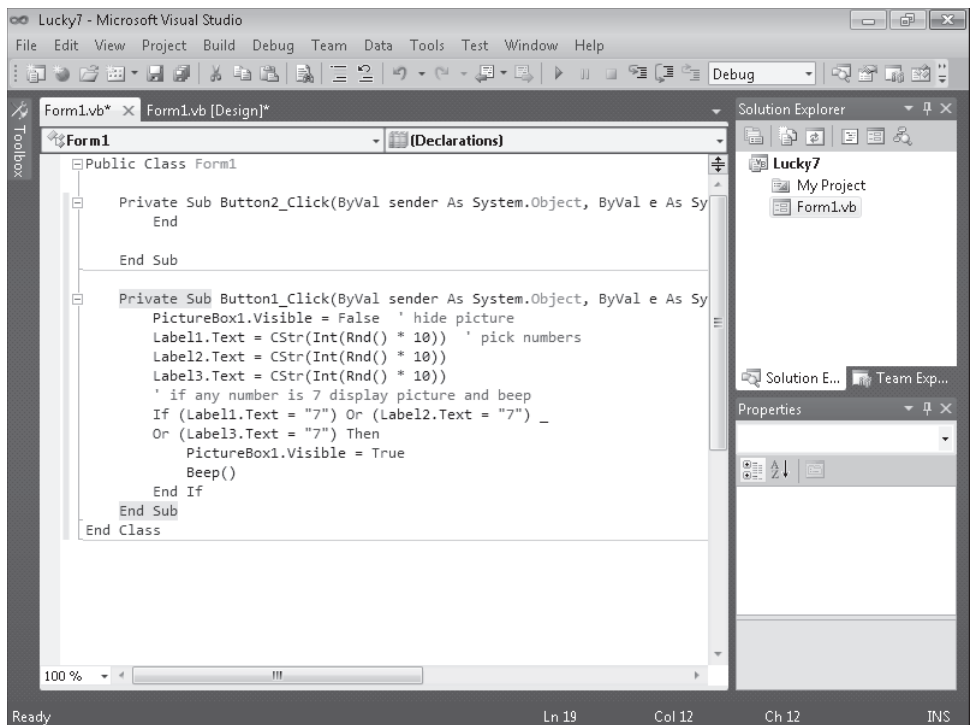 Lucky7 - Microsoft Visual Studio
File Edit View Project Build Debug Team Data Tools Test Window Help
Debug
Toolbox
Form1.vb* Form1.vb [Design]*
Form1 (Declarations)
Public Class Form1
Private Sub Button2_Click(ByVal sender As System.Object, ByVal e As Sy
End
End Sub
Private Sub Button1_Click(ByVal sender As System.Object, ByVal e As Sy
PictureBox1.Visible = False ' hide picture
Label1.Text = CStr(Int(Rnd() * 10)) ' pick numbers
Label2.Text = CStr(Int(Rnd() * 10))
Label3.Text = CStr(Int(Rnd() * 10))
' if any number is 7 display picture and beep
If (Label1.Text = "7") Or (Label2.Text = "7") _
Or (Label3.Text = "7") Then
PictureBox1.Visible = True
Beep()
End If
End Sub
End Class
100 %
Solution Explorer
Lucky7
My Project
Form1.vb
Solution E... Team Exp...
Properties
Ready Ln 19 Col 12 Ch 12 INS